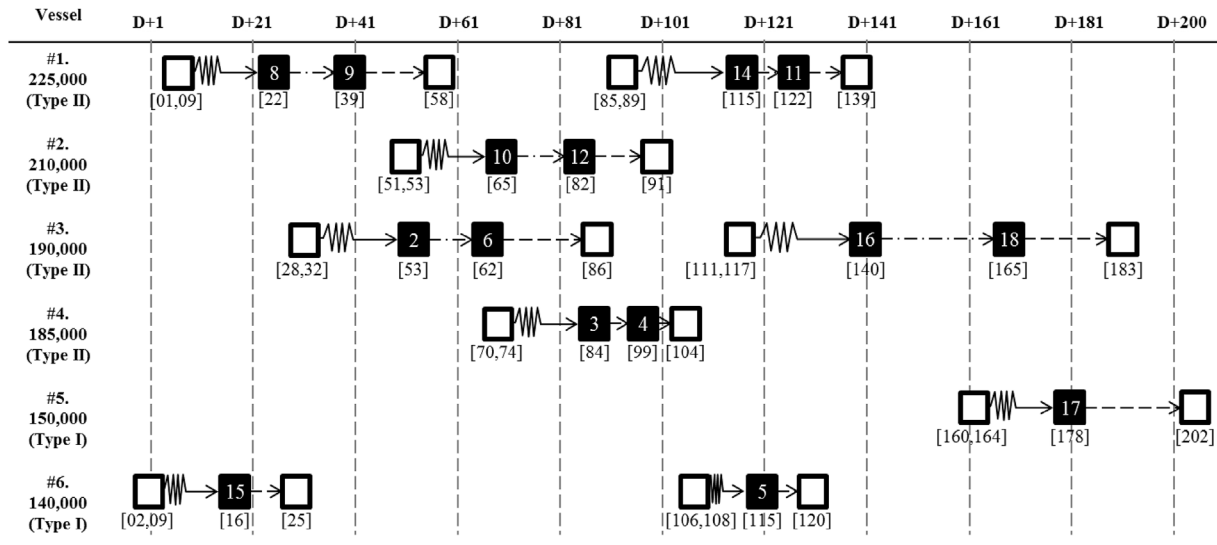 Vessel D+1 D+21 D+41 D+61 D+81 D+101 D+121 D+141 D+161 D+181 D+200
#1.
225,000
(Type II)
8 9 14 11
[01,09] [22] [39] [58] [85,89] [115] [122] [139]
#2.
210,000
(Type II)
10 12
[51,53] [65] [82] [91]
#3.
190,000
(Type II)
2 6 16 18
[28,32] [53] [62] [86] [111,117] [140] [165] [183]
#4.
185,000
(Type II)
3 4
[70,74] [84] [99] [104]
#5.
150,000
(Type I)
17
[160,164] [178] [202]
#6.
140,000
(Type I)
15 5
[02,09] [16] [25] [106,108] [115] [120]